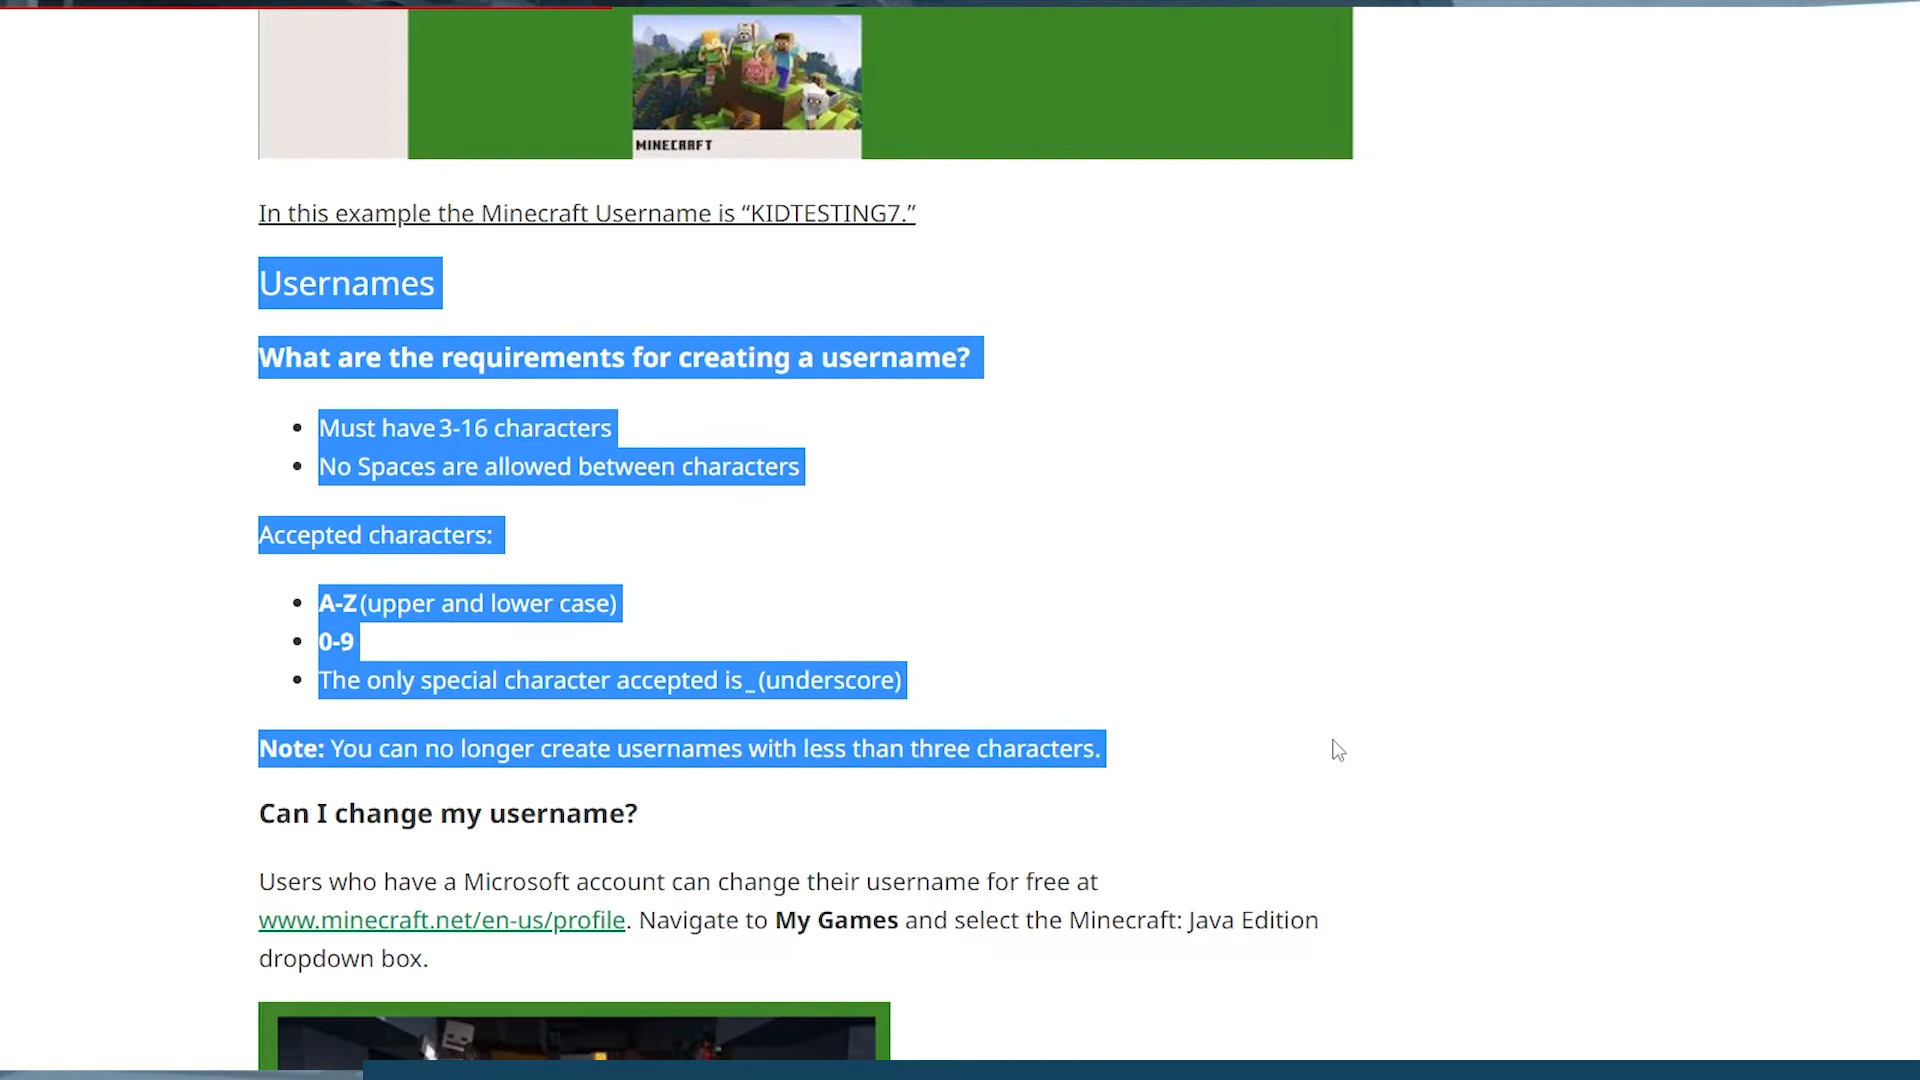 MINECRAFT
In this example the Minecraft Username is “KIDTESTING7.”
Usernames
What are the requirements for creating a username?
Must have 3-16 characters
No Spaces are allowed between characters
Accepted characters:
A-Z (upper and lower case)
0-9
The only special character accepted is _ (underscore)
Note: You can no longer create usernames with less than three characters.
Can I change my username?
Users who have a Microsoft account can change their username for free at
www.minecraft.net/en-us/profile. Navigate to My Games and select the Minecraft: Java Edition
dropdown box.